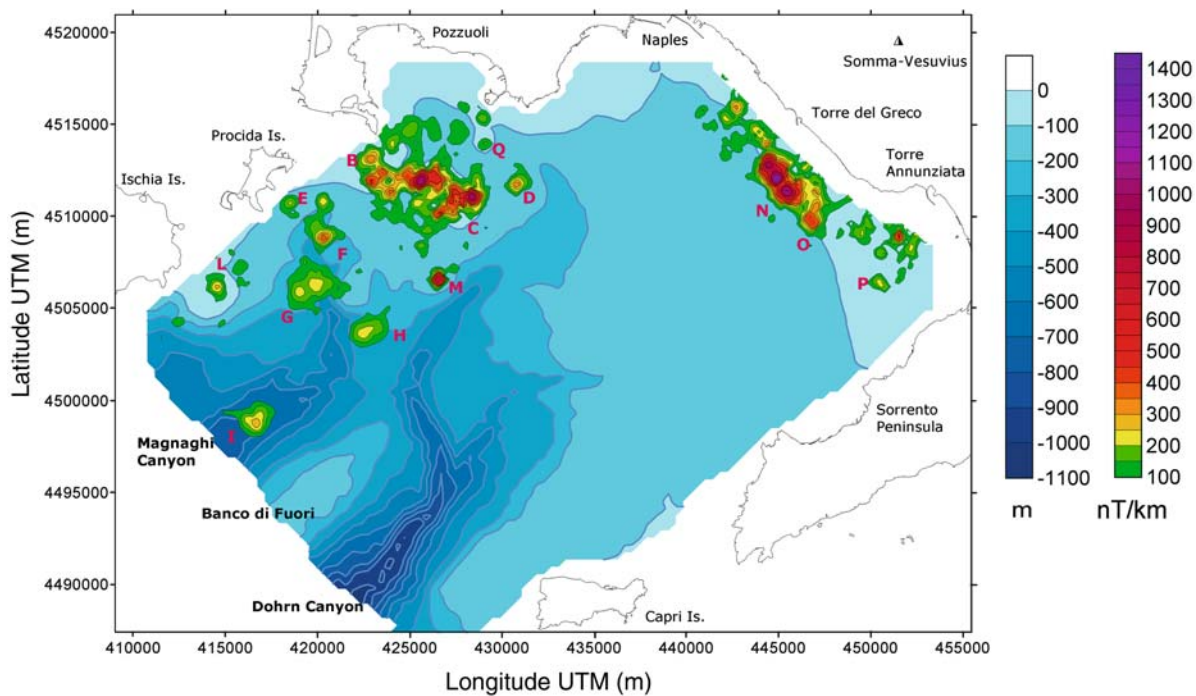 4520000
4515000
4510000
4505000
4500000
4495000
4490000
Latitude UTM (m)
Pozzuoli
Naples
Somma-Vesuvius
Procida Is.
Torre del Greco
Torre
Annunziata
Ischia Is.
B
Q
D
E
C
F
L
M
G
H
N
O
P
I
Magnaghi
Canyon
Sorrento
Peninsula
Banco di Fuori
Dohrn Canyon
Capri Is.
410000 415000 420000 425000 430000 435000 440000 445000 450000 455000
Longitude UTM (m)
0
-100
-200
-300
-400
-500
-600
-700
-800
-900
-1000
-1100
m
1400
1300
1200
1100
1000
900
800
700
600
500
400
300
200
100
nT/km